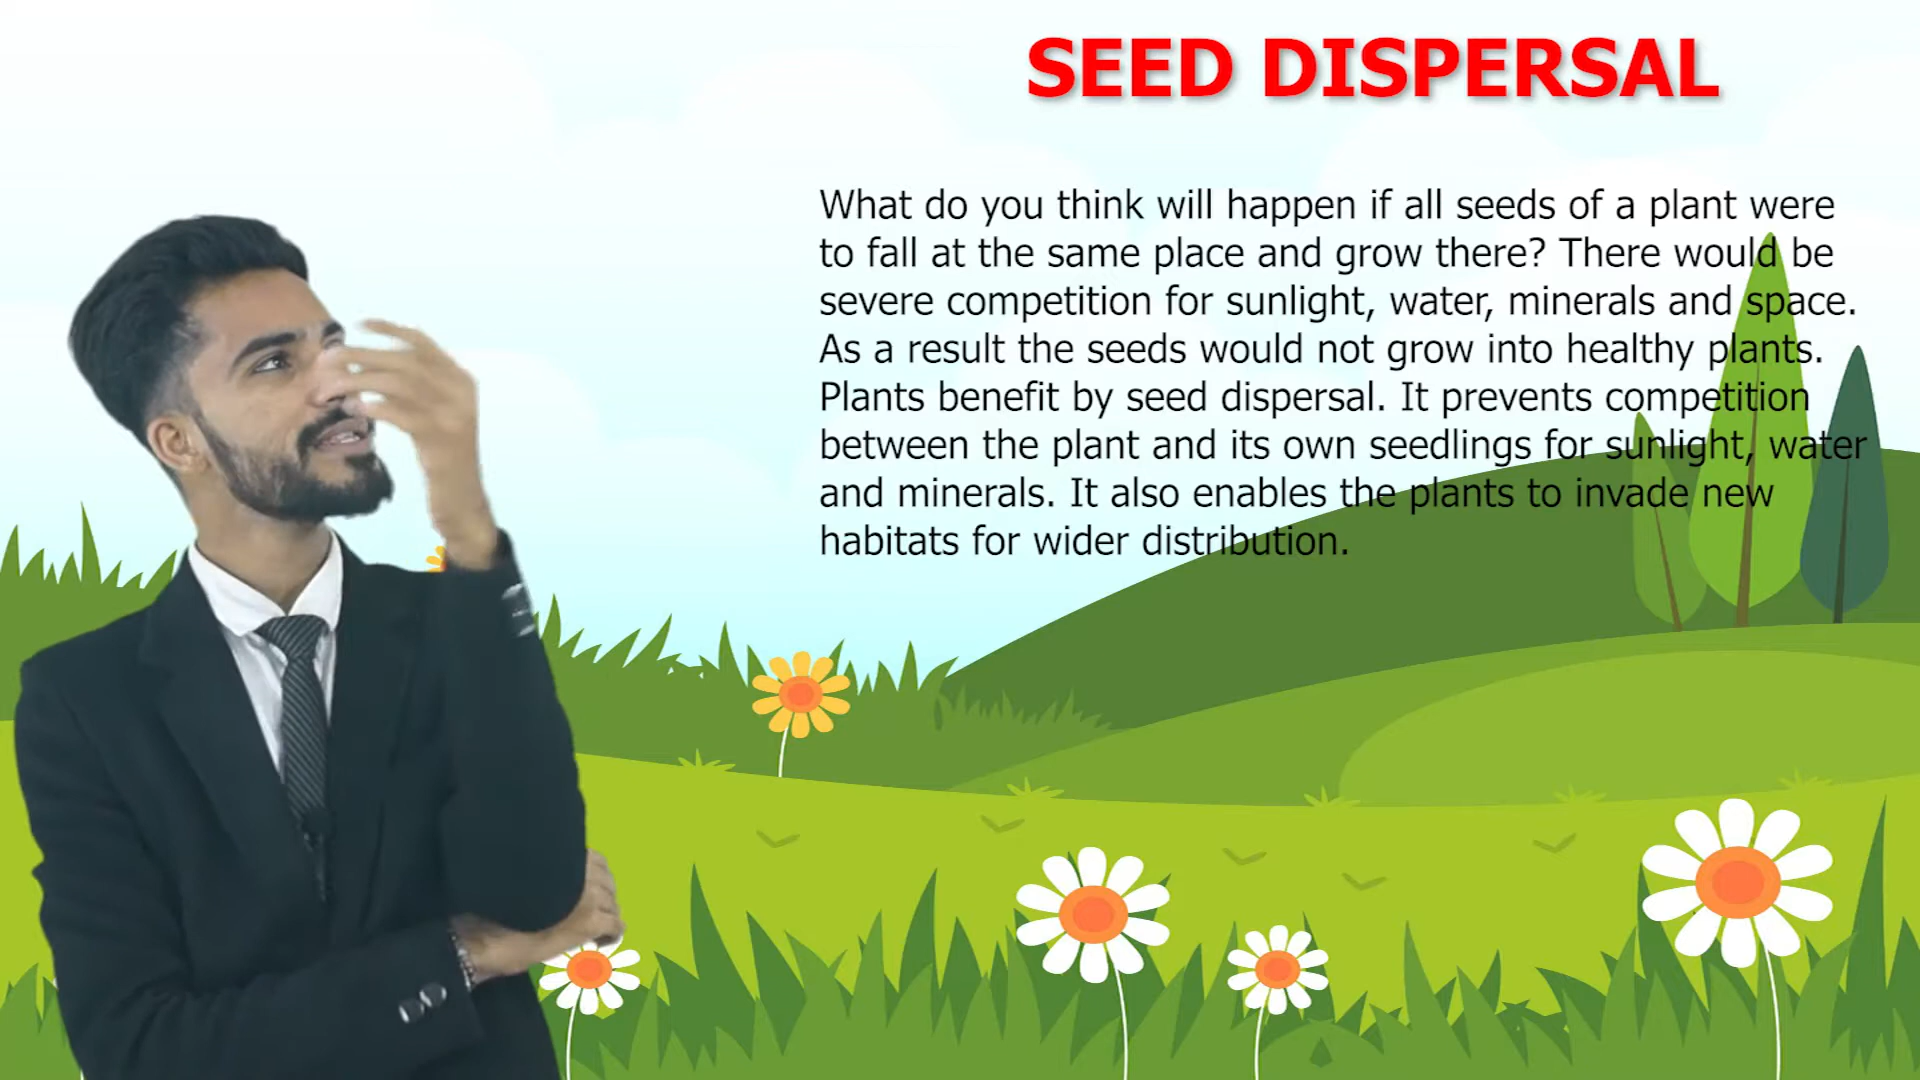 SEED DISPERSAL
What do you think will happen if all seeds of a plant were
to fall at the same place and grow there? There would be
severe competition for sunlight, water, minerals and space.
As a result the seeds would not grow into healthy plants.
Plants benefit by seed dispersal. It prevents competition
between the plant and its own seedlings for sunlight, water
and minerals. It also enables the plants to invade new
habitats for wider distribution.